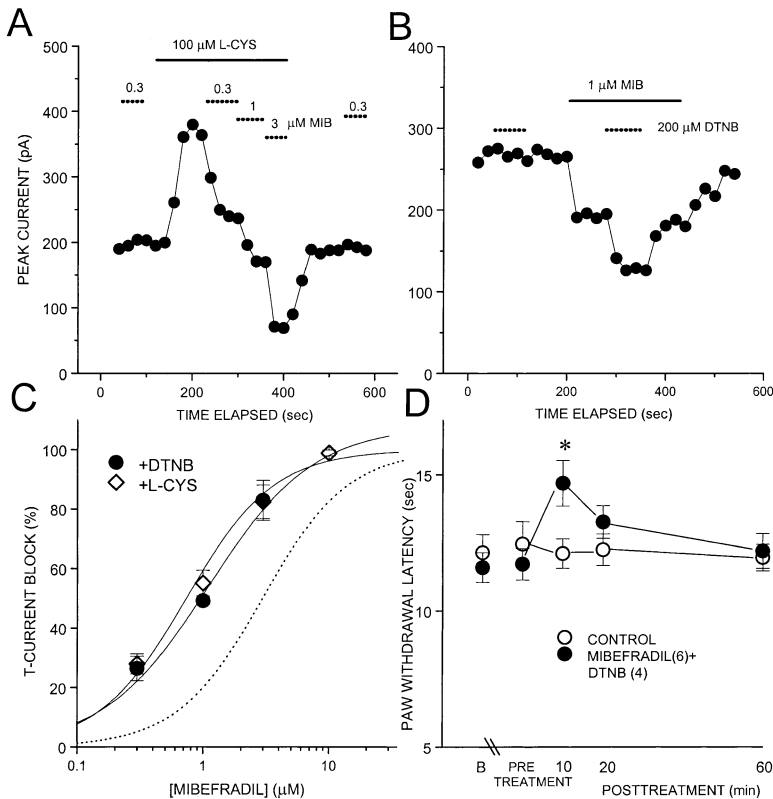 A
500
400
300
200
100
0
PEAK CURRENT (pA)
100 μM L-CYS
0.3
0.3
1
3
μM MIB
0.3
0
200
400
600
TIME ELAPSED (sec)
B
400
300
200
100
0
1 μM MIB
200 μM DTNB
0
200
400
600
TIME ELAPSED (sec)
C
100
80
60
40
20
0
T-CURRENT BLOCK (%)
+DTNB
+L-CYS
0.1
1
10
[MIBEFRADIL] (μM)
D
15
10
5
PAW WITHDRAWAL LATENCY (sec)
*
CONTROL
MIBEFRADIL(6)+
DTNB (4)
B
PRE
10
20
60
TREATMENT
POSTTREATMENT (min)